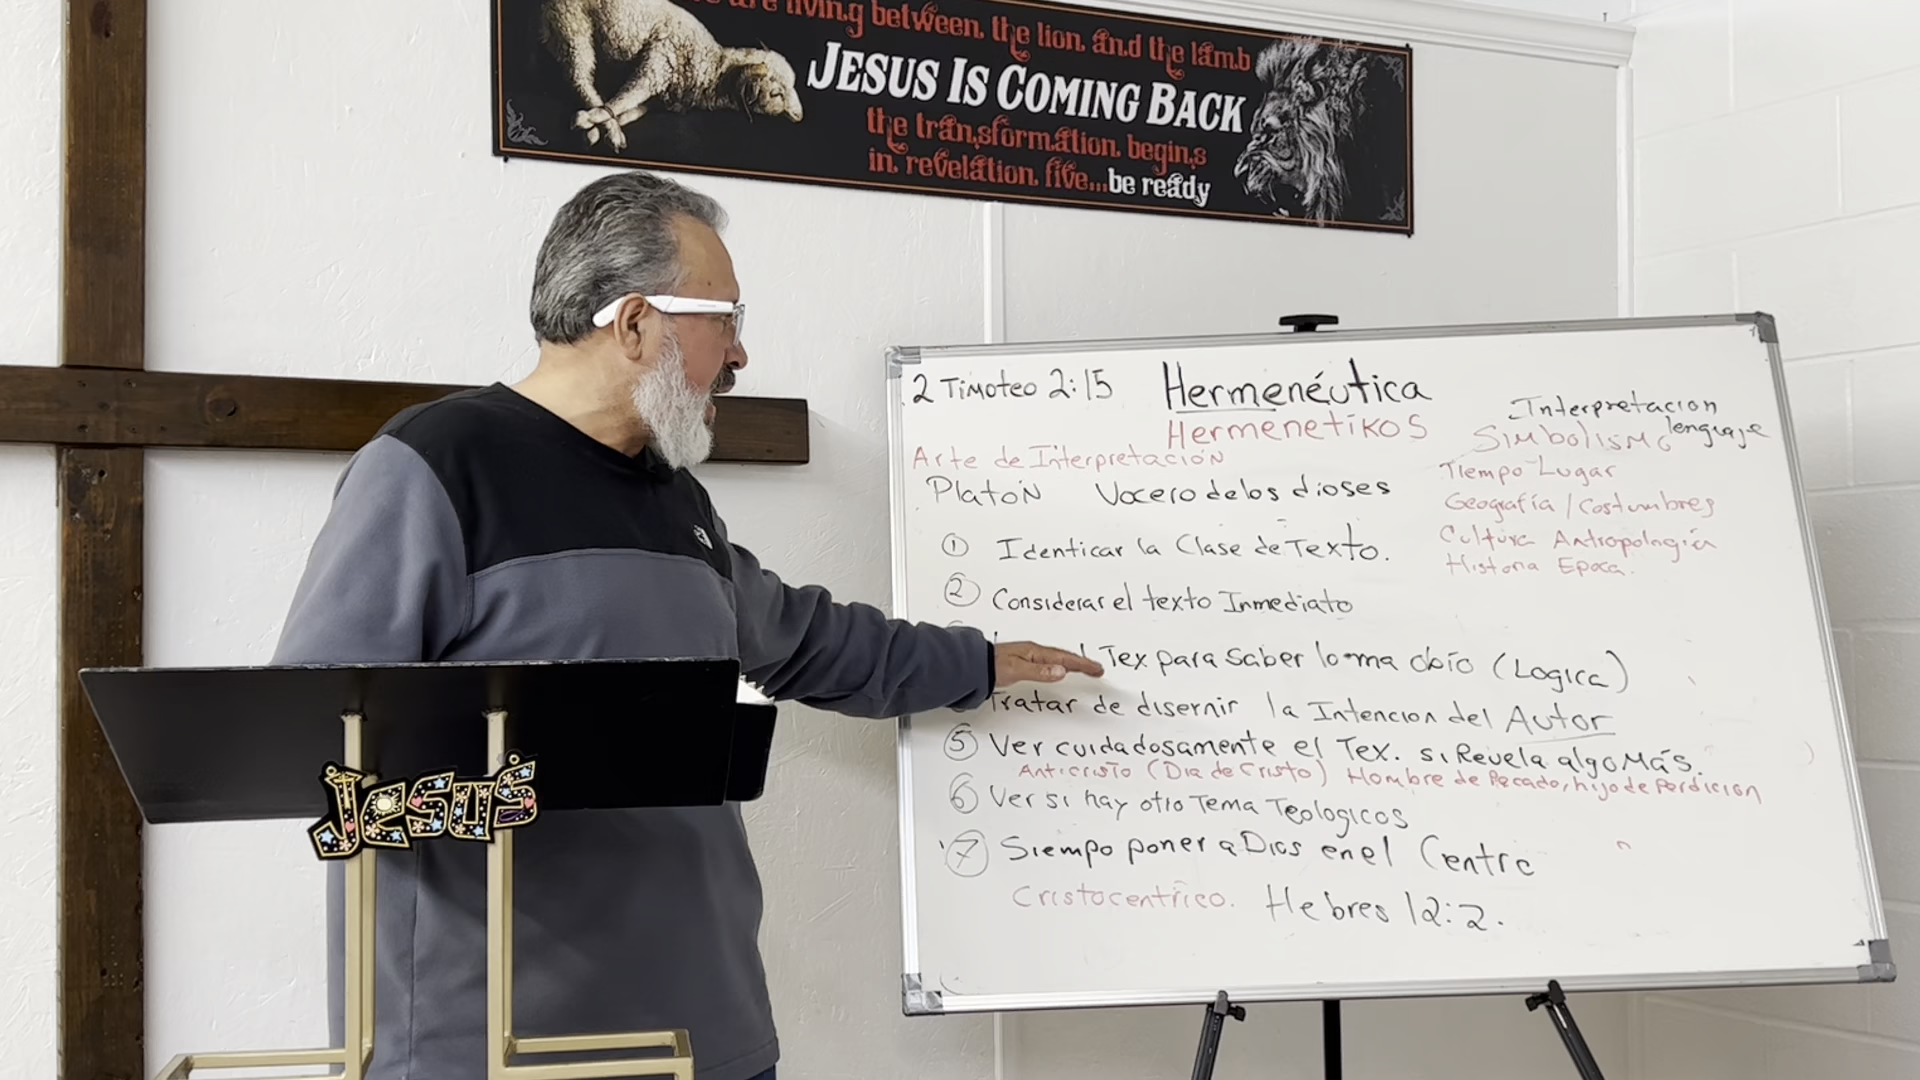 are living between the lion and the lamb
JESUS IS COMING BACK
the transformation begins
in revelation five...be ready
2 Timoteo 2:15 Hermenéutica
Hermenetikos
Interpretacion
lenguaje
Simbolismo
Arte de Interpretación
Tiempo Lugar
Platon Vocero de los dioses
Geografía / Costumbres
Cultura Antropología
Historia Epoca.
① Identicar la Clase de Texto.
② Considerar el texto Inmediato
Tex para saber lo ma obio (Logica)
Tratar de disernir la Intencion del Autor
⑤ Ver cuidadosamente el Tex. si Revela algo Más.
Anticristo (Dia de Cristo) Hombre de Pecado, hijo de Perdicion
⑥ Ver si hay otro Tema Teologicos
⑦ Siempo poner a Dios en el Centro
Cristocentrico. Hebres 12:2.
Jesus